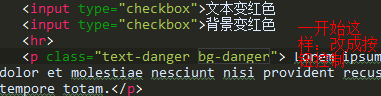 <input type="checkbox">文本变红色
<input type="checkbox">背景变红色
<hr>
<p class="text-danger bg-danger"> Lorem ipsum
dolor et molestiae nesciunt nisi provident recus
tempore totam.</p>
一开始这
样，改成按